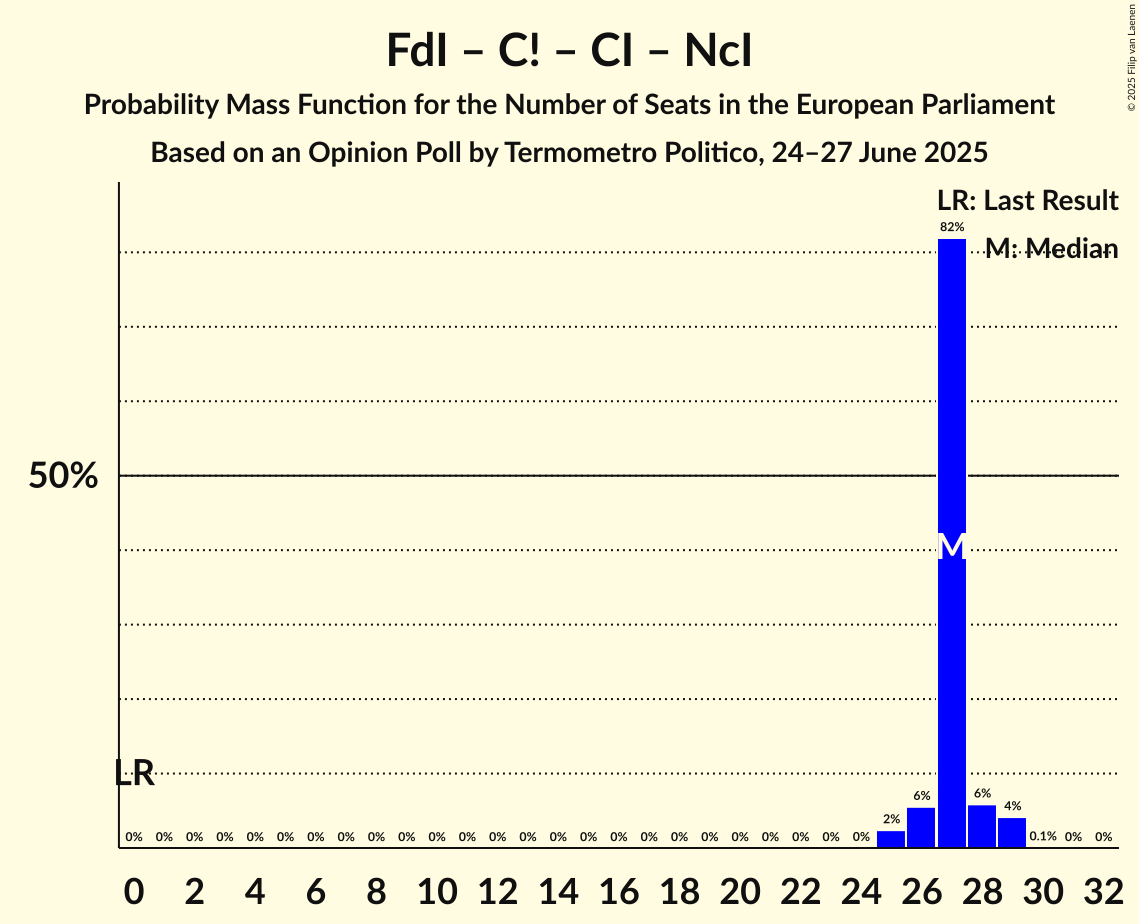 FdI – C! – CI – NcI
Probability Mass Function for the Number of Seats in the European Parliament
Based on an Opinion Poll by Termometro Politico, 24–27 June 2025
© 2025 Filip van Laenen
LR: Last Result
M: Median
82%
50%
M
LR
0% 0% 0% 0% 0% 0% 0% 0% 0% 0% 0% 0% 0% 0% 0% 0% 0% 0% 0% 0% 0% 0% 0% 0% 0% 2% 6% 6% 4% 0.1% 0% 0%
0 2 4 6 8 10 12 14 16 18 20 22 24 26 28 30 32